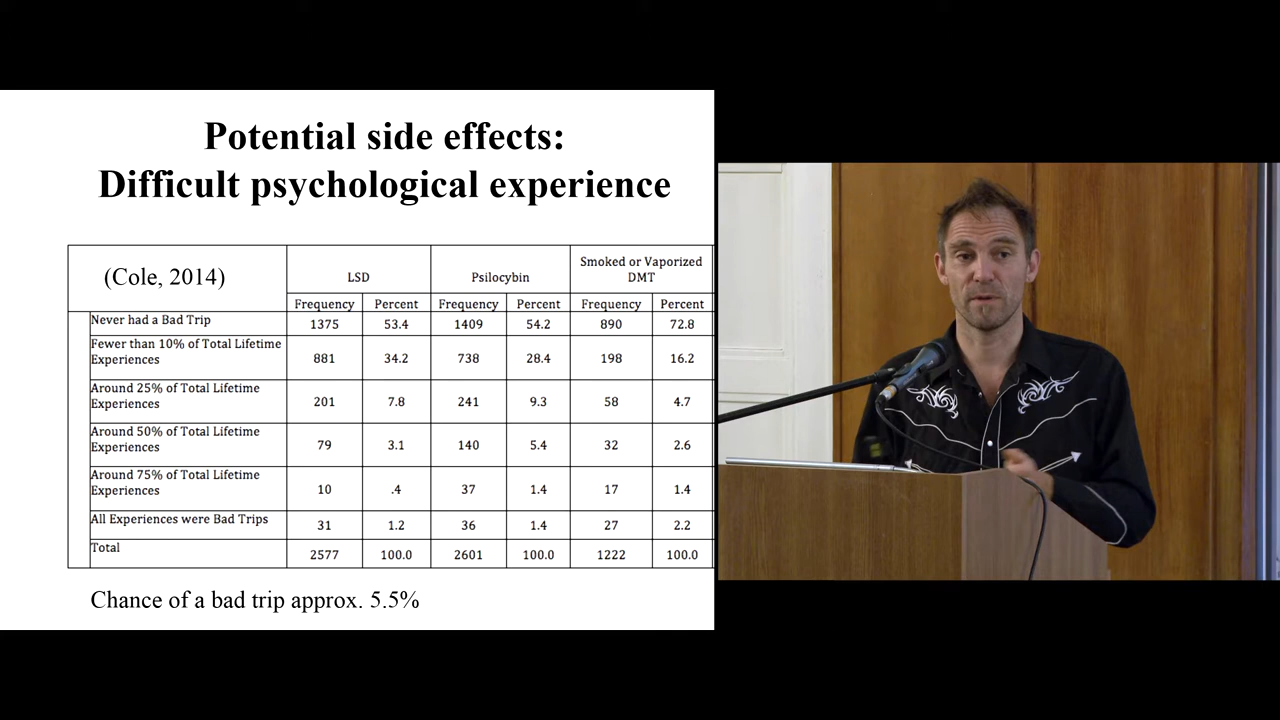 Potential side effects:
Difficult psychological experience
(Cole, 2014)
LSD
Psilocybin
Smoked or Vaporized
DMT
Frequency Percent Frequency Percent Frequency Percent
Never had a Bad Trip 1375 53.4 1409 54.2 890 72.8
Fewer than 10% of Total Lifetime
Experiences 881 34.2 738 28.4 198 16.2
Around 25% of Total Lifetime
Experiences 201 7.8 241 9.3 58 4.7
Around 50% of Total Lifetime
Experiences 79 3.1 140 5.4 32 2.6
Around 75% of Total Lifetime
Experiences 10 .4 37 1.4 17 1.4
All Experiences were Bad Trips 31 1.2 36 1.4 27 2.2
Total 2577 100.0 2601 100.0 1222 100.0
Chance of a bad trip approx. 5.5%